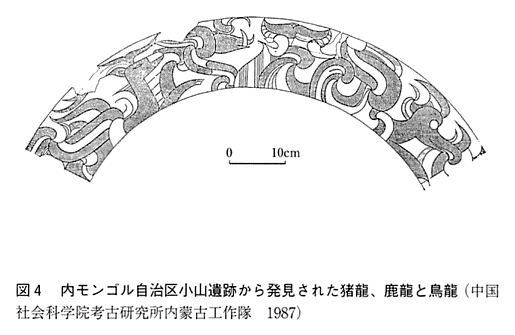 0 10cm
図4 内モンゴル自治区小山遺跡から発見された猪龍、鹿龍と鳥龍（中国
社会科学院考古研究所内蒙古工作隊 1987）